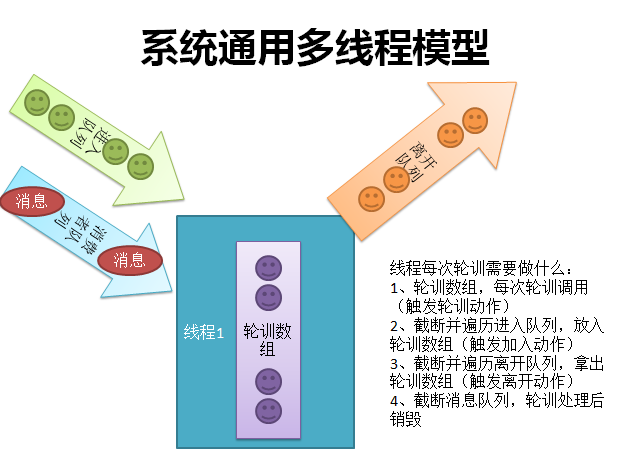 系统通用多线程模型
进入
队列
离开
队列
消息
消费
者队
列
消息
线程1
轮训数
组
线程每次轮训需要做什么：
1、轮训数组，每次轮训调用
（触发轮训动作）
2、截断并遍历进入队列，放入
轮训数组（触发加入动作）
3、截断并遍历离开队列，拿出
轮训数组（触发离开动作）
4、截断消息队列，轮训处理后
销毁